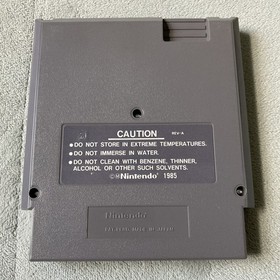 CAUTION
REV-A
●DO NOT STORE IN EXTREME TEMPERATURES.
●DO NOT IMMERSE IN WATER.
●DO NOT CLEAN WITH BENZENE, THINNER,
ALCOHOL OR OTHER SUCH SOLVENTS.
©®Nintendo 1985
Nintendo